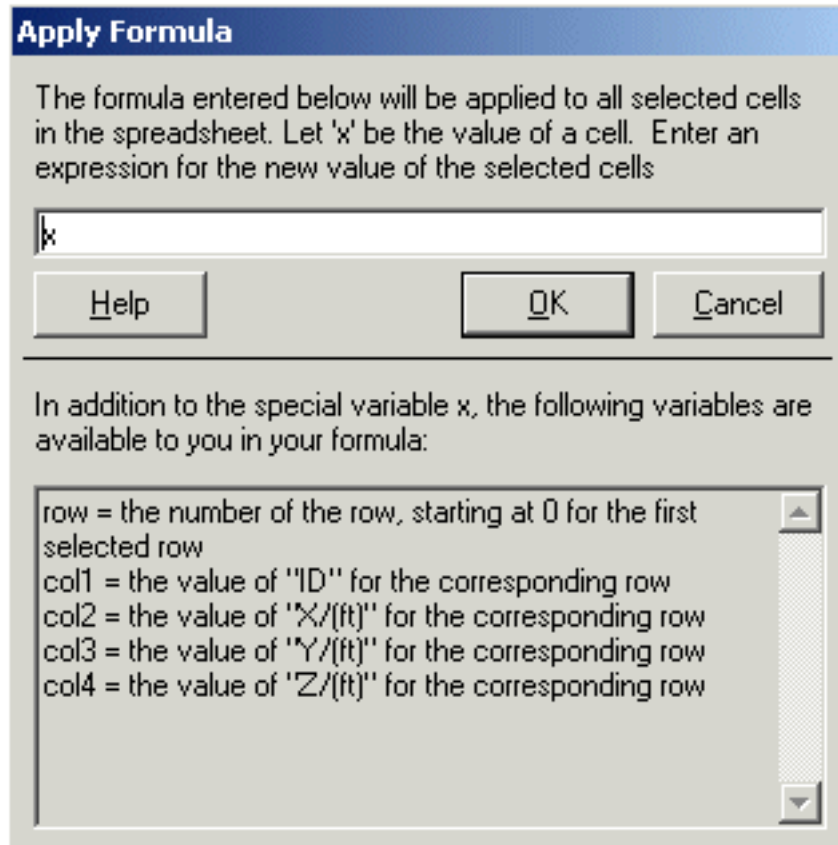 Apply Formula
The formula entered below will be applied to all selected cells
in the spreadsheet. Let 'x' be the value of a cell.  Enter an
expression for the new value of the selected cells
x
Help
OK
Cancel
In addition to the special variable x, the following variables are
available to you in your formula:
row = the number of the row, starting at 0 for the first
selected row
col1 = the value of "ID" for the corresponding row
col2 = the value of "X/(ft)" for the corresponding row
col3 = the value of "Y/(ft)" for the corresponding row
col4 = the value of "Z/(ft)" for the corresponding row